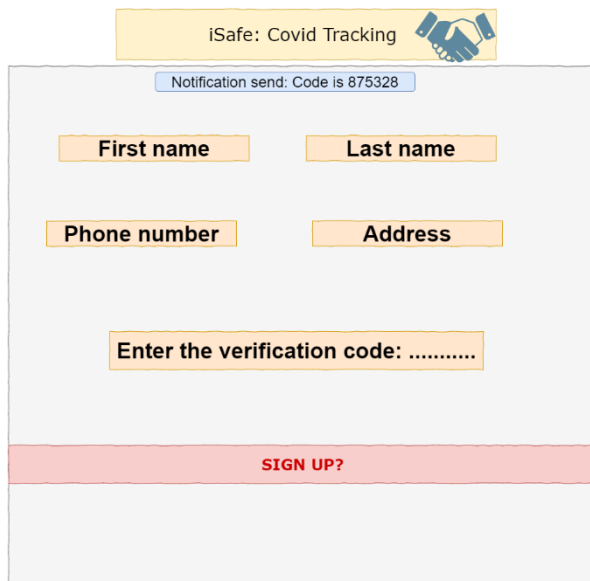 iSafe: Covid Tracking
Notification send: Code is 875328
First name
Last name
Phone number
Address
Enter the verification code: ...........
SIGN UP?